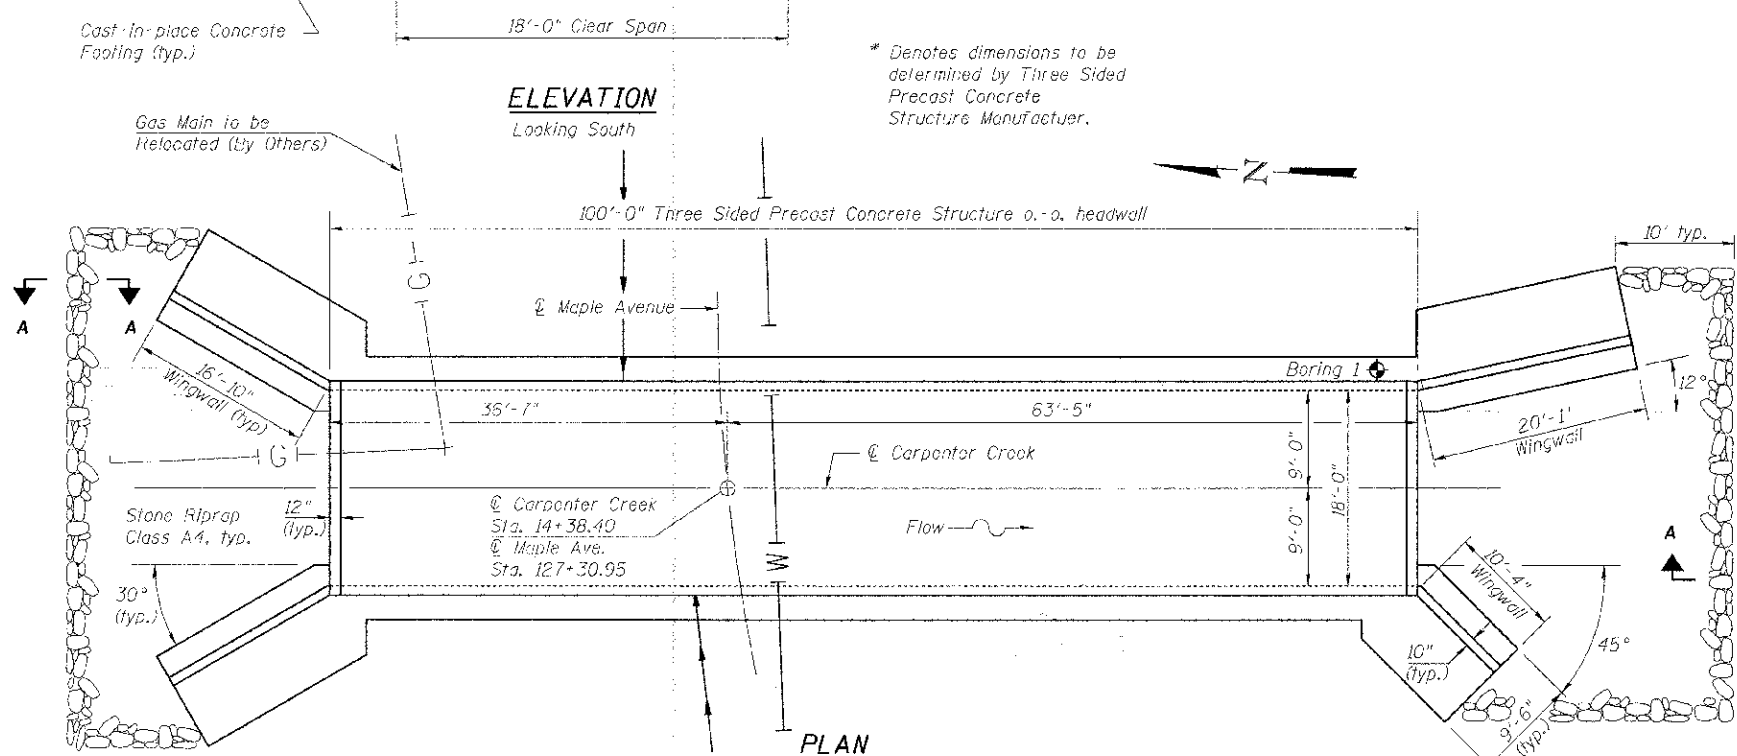 Cast-in-place Concrete
Footing (typ.)
18'-0" Clear Span
* Denotes dimensions to be
determined by Three Sided
Precast Concrete
Structure Manufactuer.
ELEVATION
Looking South
Gas Main to be
Relocated (By Others)
N
100'-0" Three Sided Precast Concrete Structure o.-o. headwall
10' typ.
A
A
G
℄ Maple Avenue
Boring 1
12°
16'-10"
Wingwall (typ)
36'-7"
63'-5"
20'-1'
Wingwall
G
9'-0"
18'-0"
℄ Carpenter Creek
Stone Riprap
Class A4, typ.
12"
(typ.)
℄ Carpenter Creek
Sta. 14+38.40
℄ Maple Ave.
Sta. 127+30.95
Flow
9'-0"
A
W
10'-4"
Wingwall
30°
(typ.)
10"
(typ.)
45°
9'-6"
(typ.)
PLAN